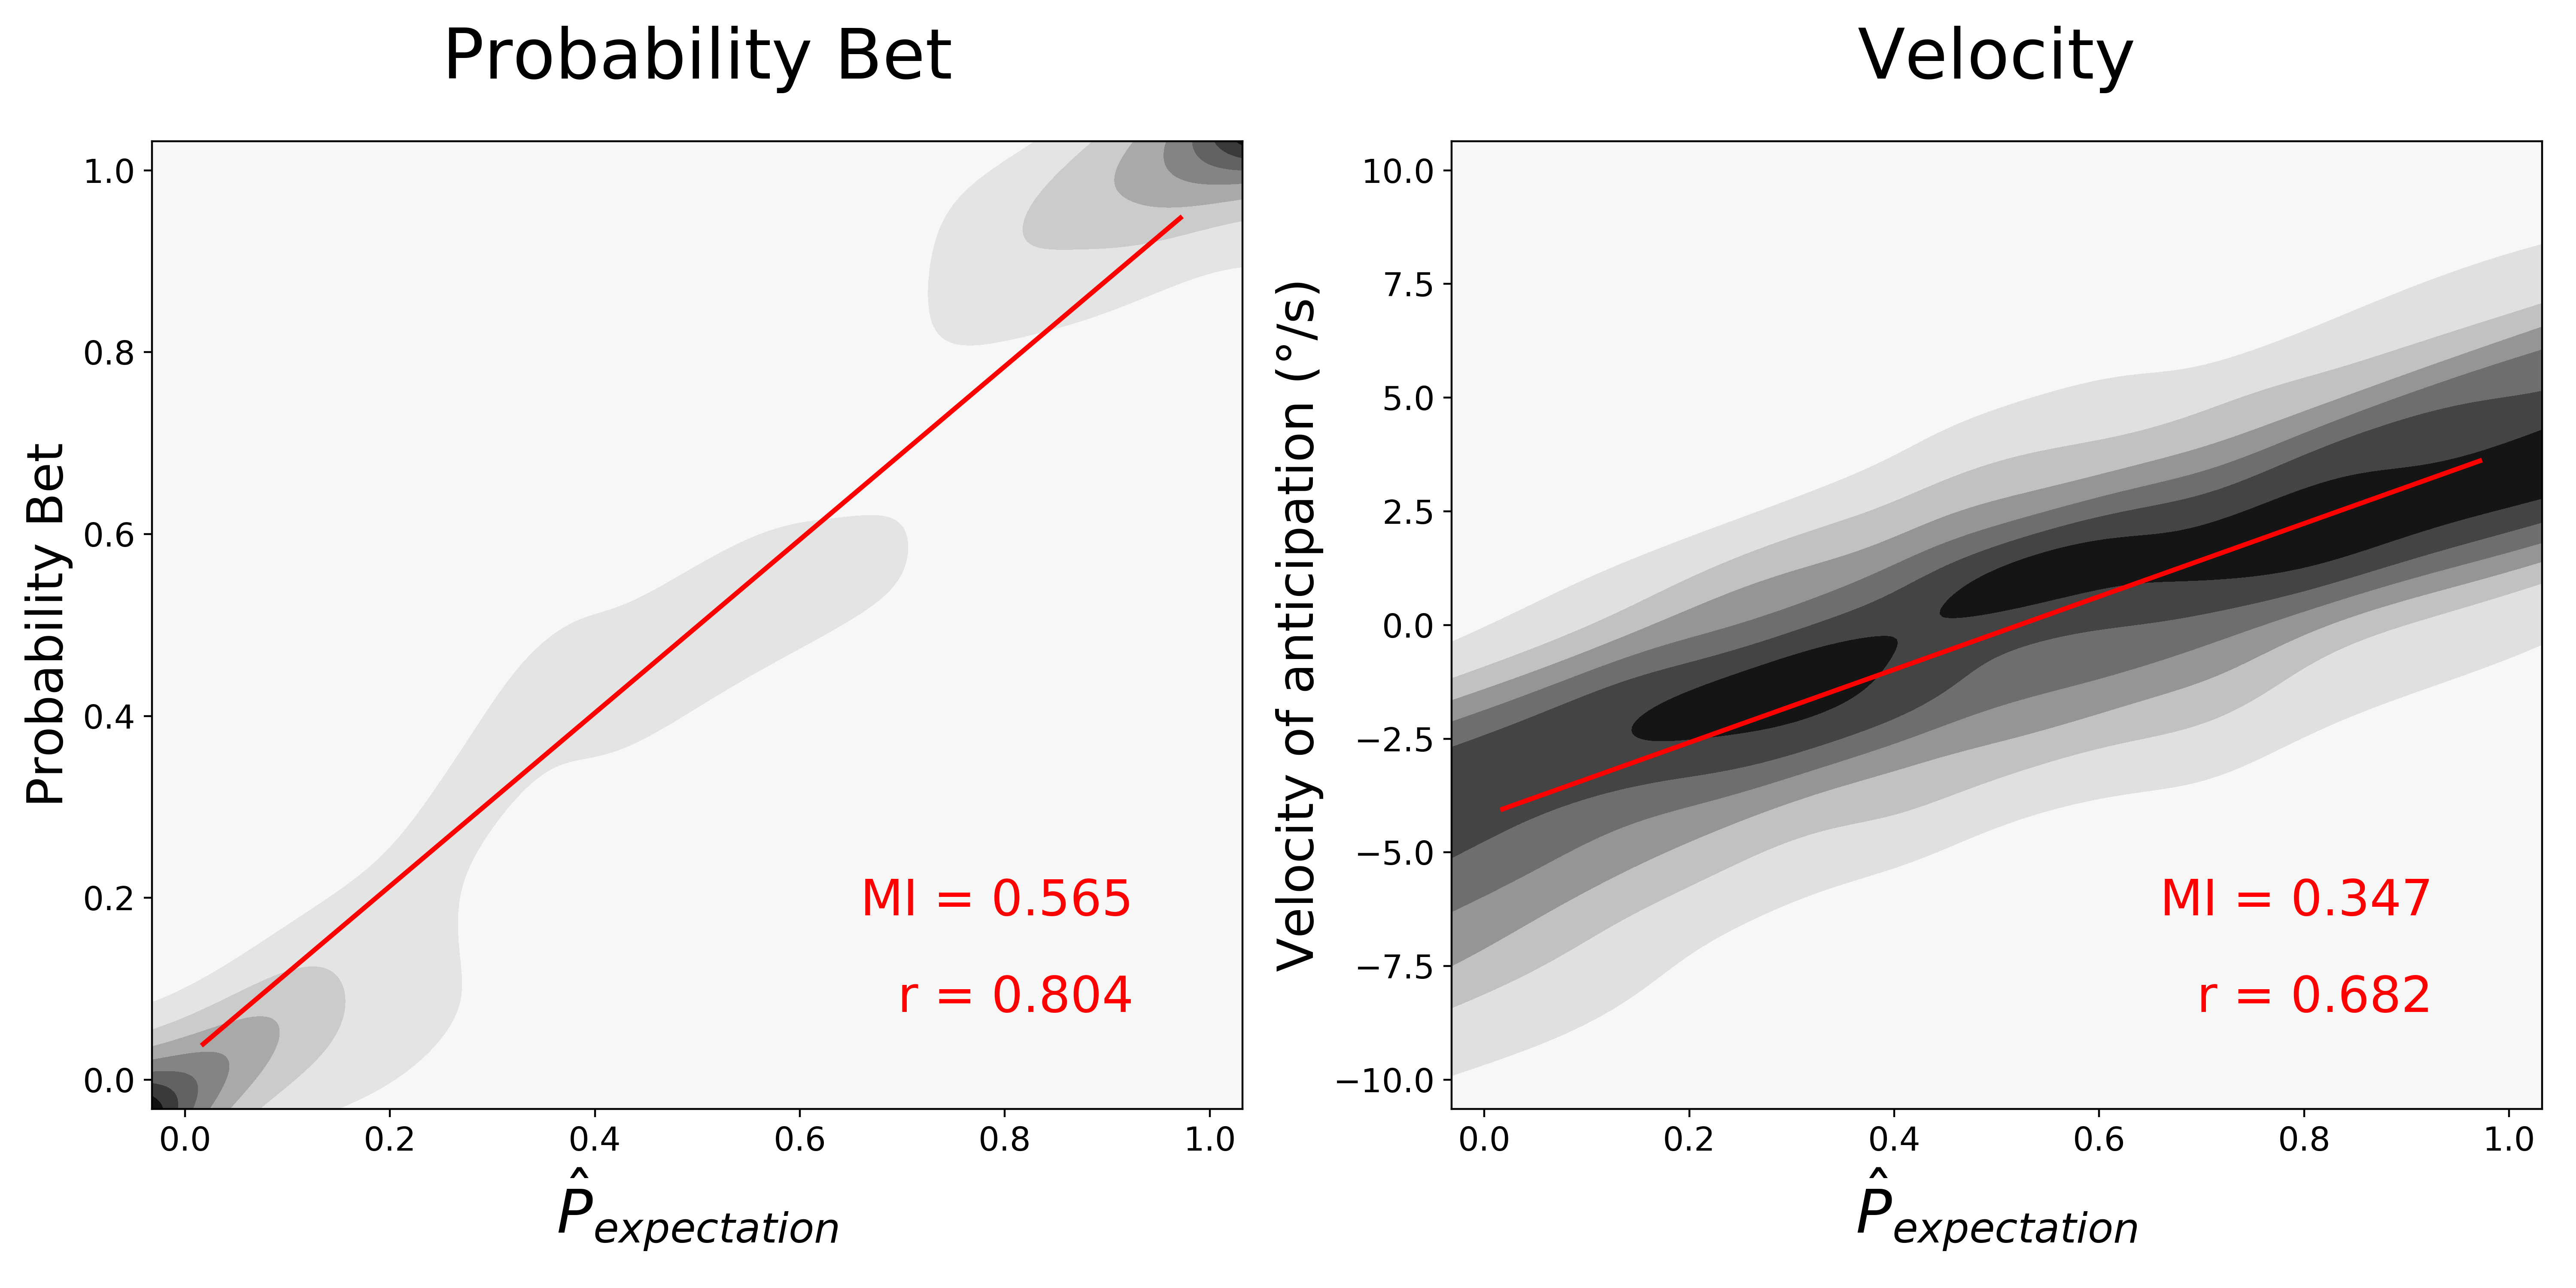 Probability Bet
Probability Bet
1.0
0.8
0.6
0.4
0.2
0.0
0.0 0.2 0.4 0.6 0.8 1.0
P̂expectation
MI = 0.565
r = 0.804
Velocity
Velocity of anticipation (°/s)
10.0
7.5
5.0
2.5
0.0
−2.5
−5.0
−7.5
−10.0
0.0 0.2 0.4 0.6 0.8 1.0
P̂expectation
MI = 0.347
r = 0.682